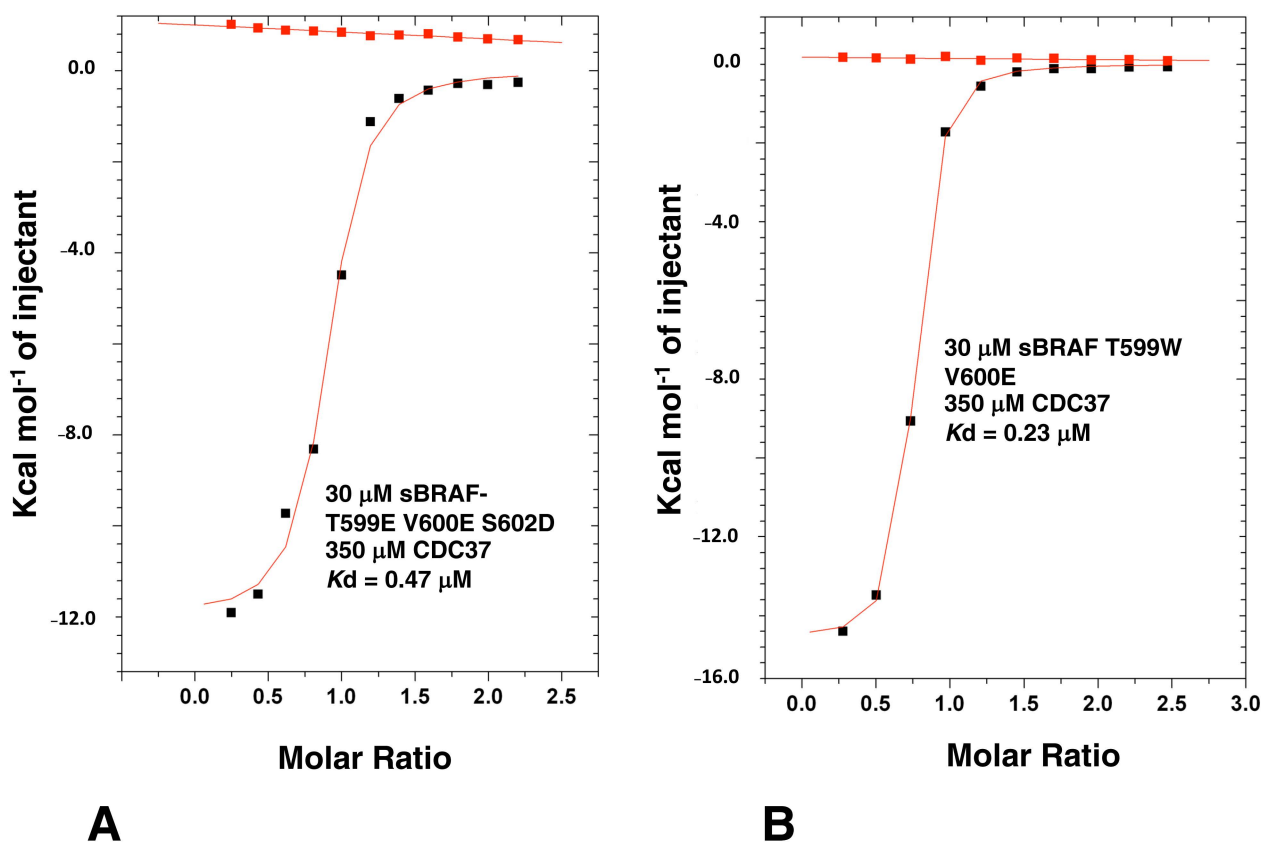 Kcal mol⁻¹ of injectant
0.0
-4.0
-8.0
-12.0
30 µM sBRAF-
T599E V600E S602D
350 µM CDC37
Kd = 0.47 µM
0.0 0.5 1.0 1.5 2.0 2.5
Molar Ratio
A
Kcal mol⁻¹ of injectant
0.0
-4.0
-8.0
-12.0
-16.0
30 µM sBRAF T599W
V600E
350 µM CDC37
Kd = 0.23 µM
0.0 0.5 1.0 1.5 2.0 2.5 3.0
Molar Ratio
B